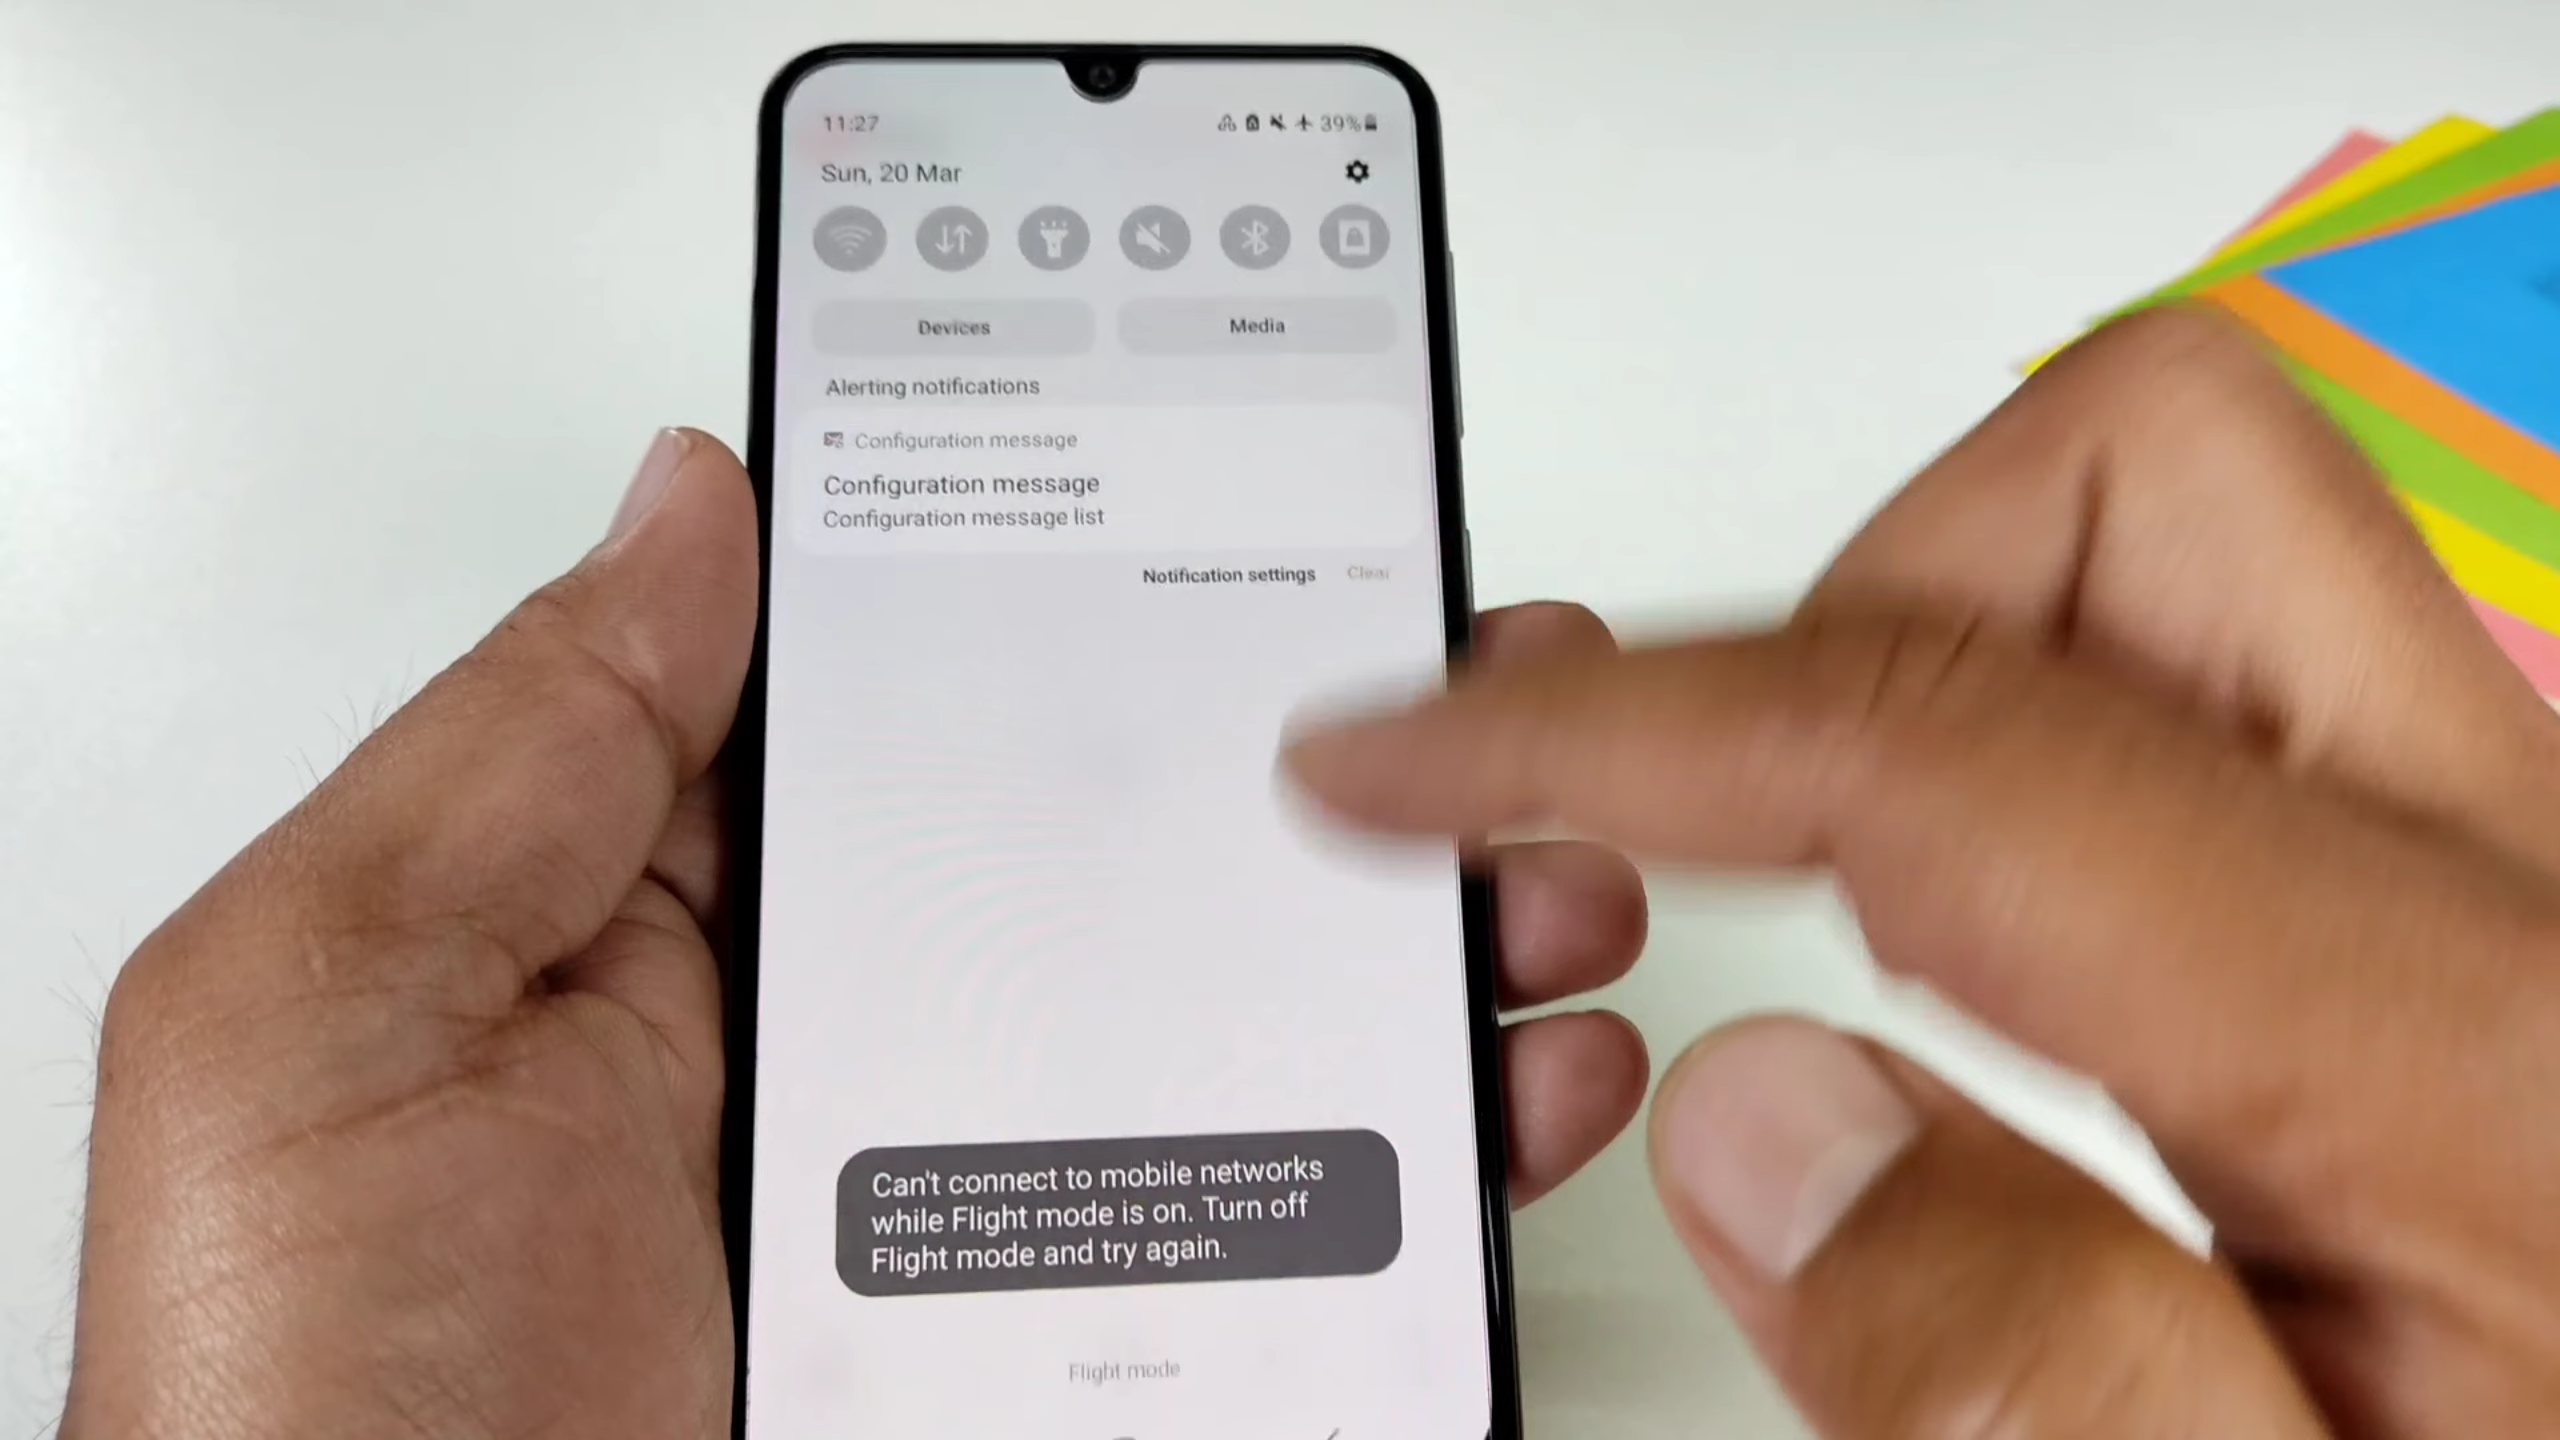 11:27
39%
Sun, 20 Mar
Devices
Media
Alerting notifications
Configuration message
Configuration message
Configuration message list
Notification settings
Clear
Can't connect to mobile networks
while Flight mode is on. Turn off
Flight mode and try again.
Flight mode